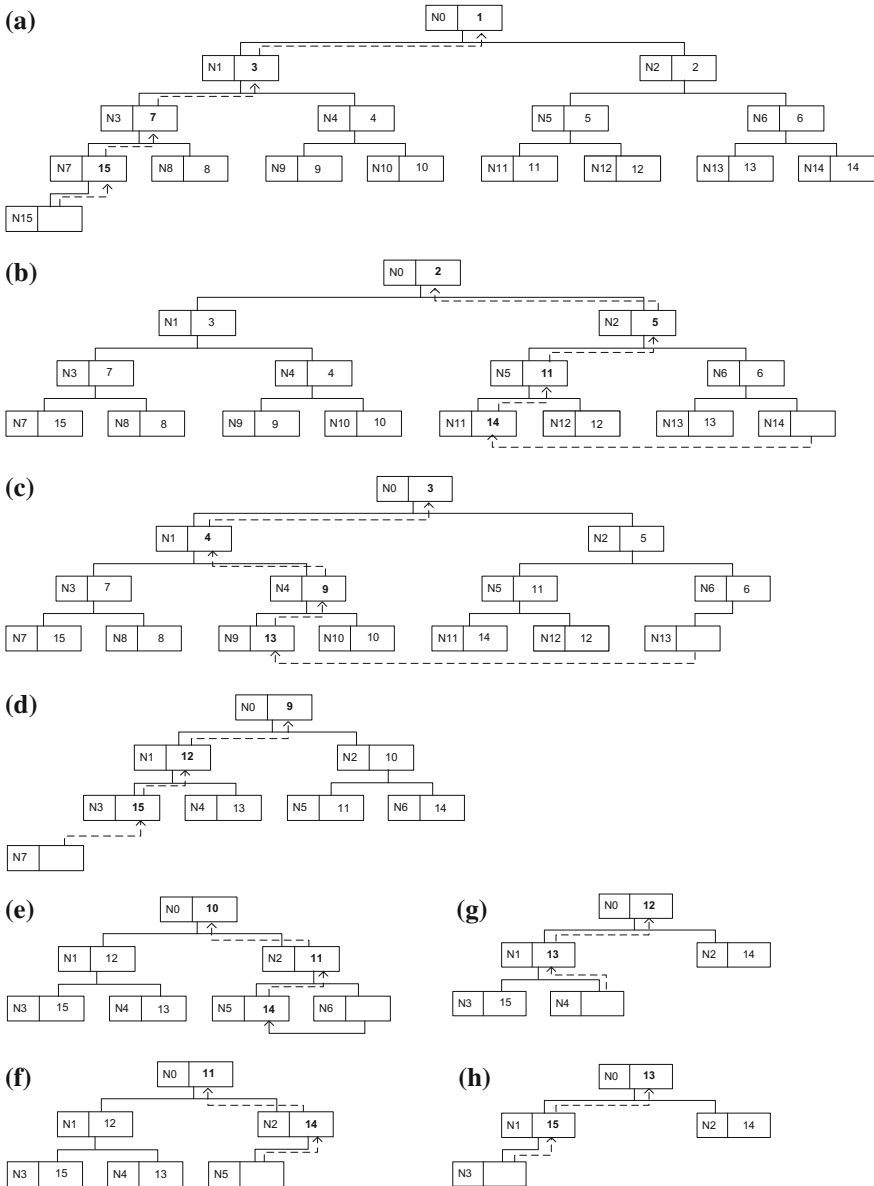 (a)
N0 1
N1 3 N2 2
N3 7 N4 4 N5 5 N6 6
N7 15 N8 8 N9 9 N10 10 N11 11 N12 12 N13 13 N14 14
N15
(b)
N0 2
N1 3 N2 5
N3 7 N4 4 N5 11 N6 6
N7 15 N8 8 N9 9 N10 10 N11 14 N12 12 N13 13 N14
(c)
N0 3
N1 4 N2 5
N3 7 N4 9 N5 11 N6 6
N7 15 N8 8 N9 13 N10 10 N11 14 N12 12 N13
(d)
N0 9
N1 12 N2 10
N3 15 N4 13 N5 11 N6 14
N7
(e)
N0 10
N1 12 N2 11
N3 15 N4 13 N5 14 N6
(g)
N0 12
N1 13 N2 14
N3 15 N4
(f)
N0 11
N1 12 N2 14
N3 15 N4 13 N5
(h)
N0 13
N1 15 N2 14
N3